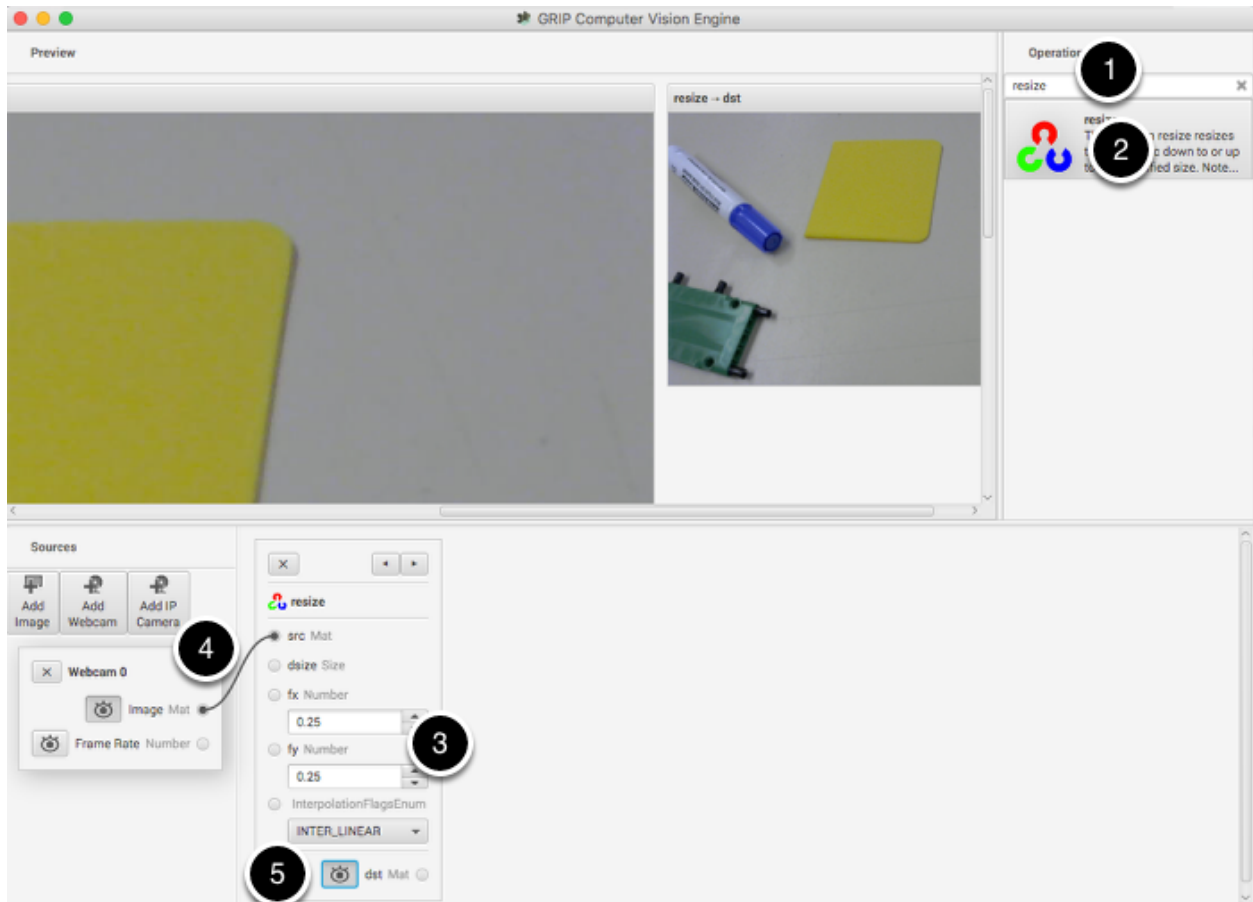 GRIP Computer Vision Engine
Preview
resize → dst
Operation
1
resize
resize
resize resizes
down to or up
size. Note...
2
Sources
Add Image
Add Webcam
Add IP Camera
4
Webcam 0
Image Mat
Frame Rate Number
resize
src Mat
dsize Size
fx Number
0.25
3
fy Number
0.25
InterpolationFlagsEnum
INTER_LINEAR
5
dst Mat